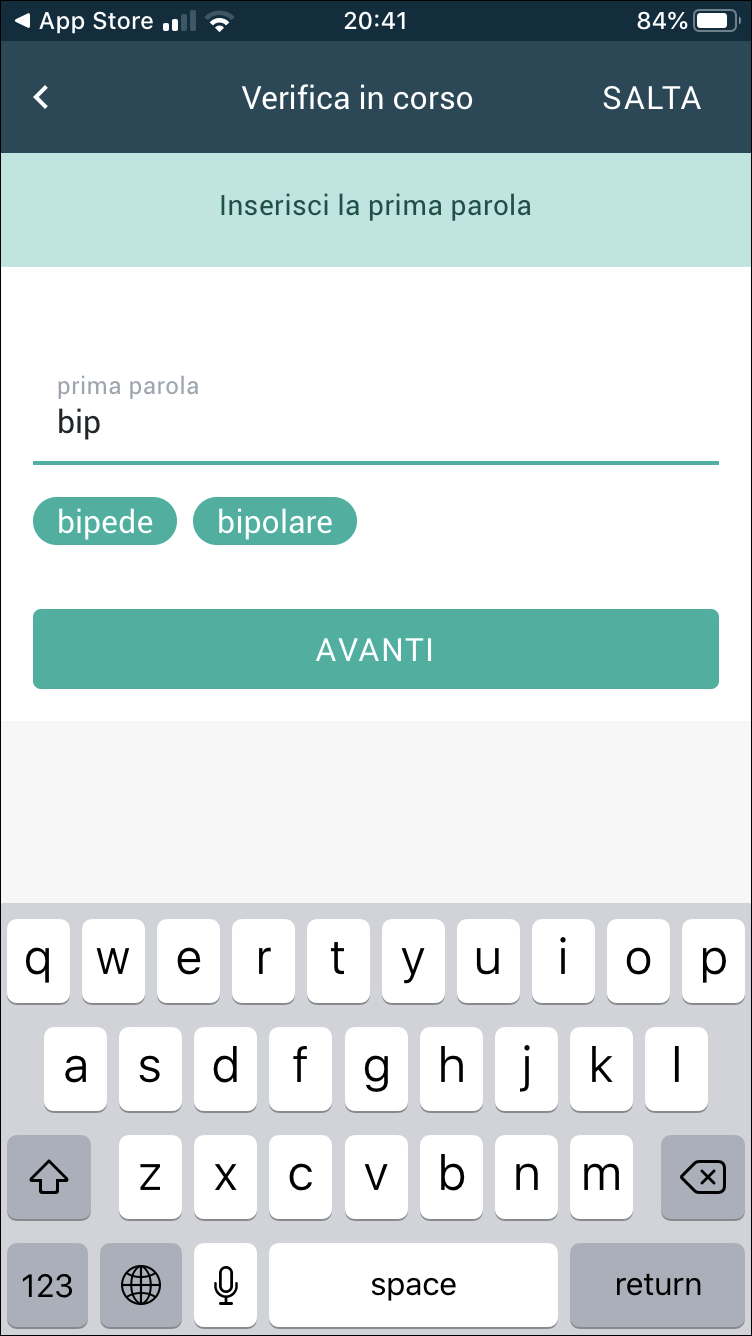 App Store 20:41 84%
Verifica in corso SALTA
Inserisci la prima parola
prima parola
bip
bipede bipolare
AVANTI
q w e r t y u i o p
a s d f g h j k l
z x c v b n m
123 space return